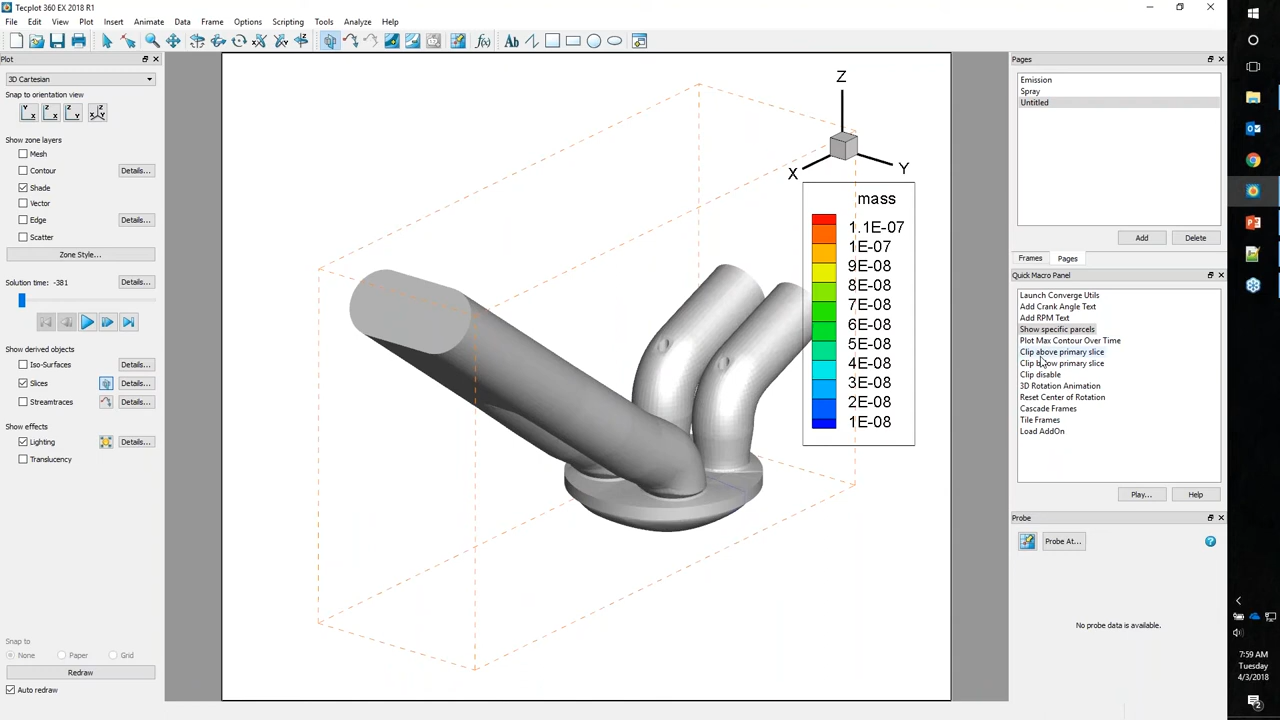 Tecplot 360 EX 2018 R1
File Edit View Plot Insert Animate Data Frame Options Scripting Tools Analyze Help
Plot
3D Cartesian
Snap to orientation view
Show zone layers
Mesh
Contour Details...
Shade
Vector
Edge Details...
Scatter
Zone Style...
Solution time: -381 Details...
Show derived objects
Iso-Surfaces Details...
Slices Details...
Streamtraces Details...
Show effects
Lighting Details...
Translucency
Snap to
None Paper Grid
Redraw
Auto redraw
Z
X
Y
mass
1.1E-07
1E-07
9E-08
8E-08
7E-08
6E-08
5E-08
4E-08
3E-08
2E-08
1E-08
Pages
Emission
Spray
Untitled
Add Delete
Frames Pages
Quick Macro Panel
Launch Converge Utils
Add Crank Angle Text
Add RPM Text
Show specific parcels
Plot Max Contour Over Time
Clip above primary slice
Clip below primary slice
Clip disable
3D Rotation Animation
Reset Center of Rotation
Cascade Frames
Tile Frames
Load AddOn
Play... Help
Probe
Probe At...
No probe data is available.
7:59 AM
Tuesday
4/3/2018